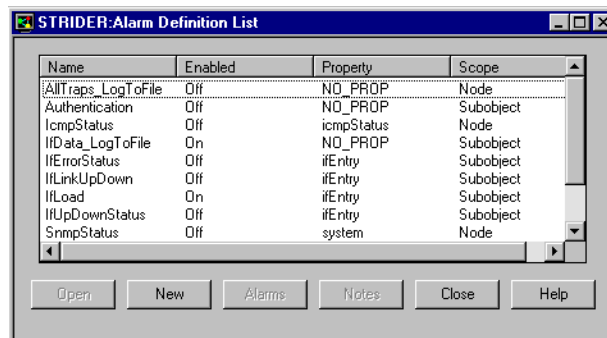 STRIDER:Alarm Definition List
Name Enabled Property Scope
AllTraps_LogToFile Off NO_PROP Node
Authentication Off NO_PROP Subobject
IcmpStatus Off icmpStatus Node
IfData_LogToFile On NO_PROP Subobject
IfErrorStatus Off ifEntry Subobject
IfLinkUpDown Off ifEntry Subobject
IfLoad On ifEntry Subobject
IfUpDownStatus Off ifEntry Subobject
SnmpStatus Off system Node
Open New Alarms Notes Close Help